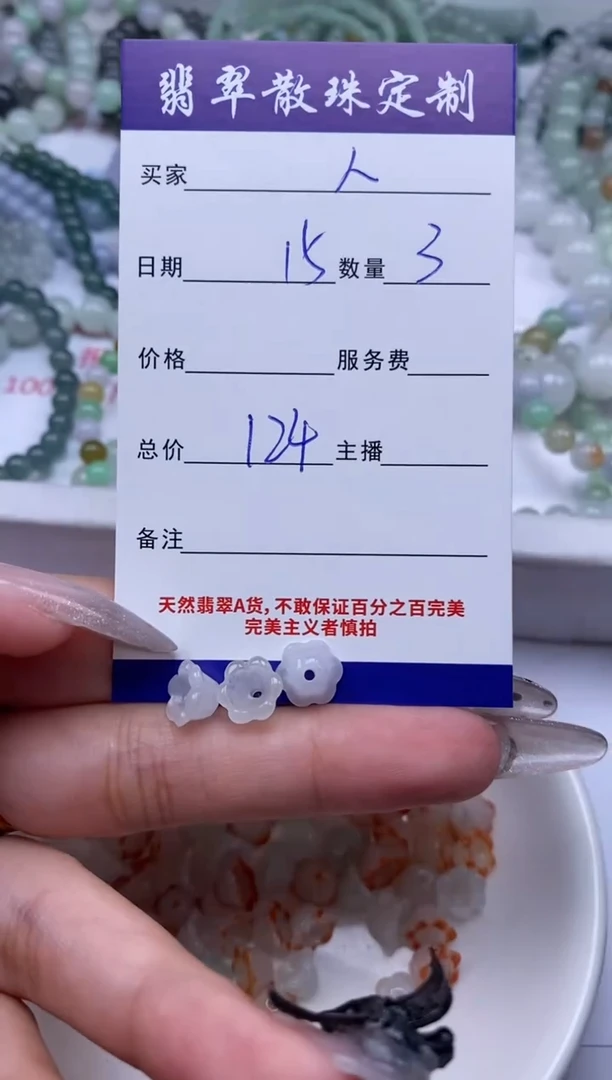 翡翠散珠定制
买家 人
日期 15 数量 3
价格 服务费
总价 124 主播
备注
天然翡翠A货，不敢保证百分之百完美
完美主义者慎拍
100